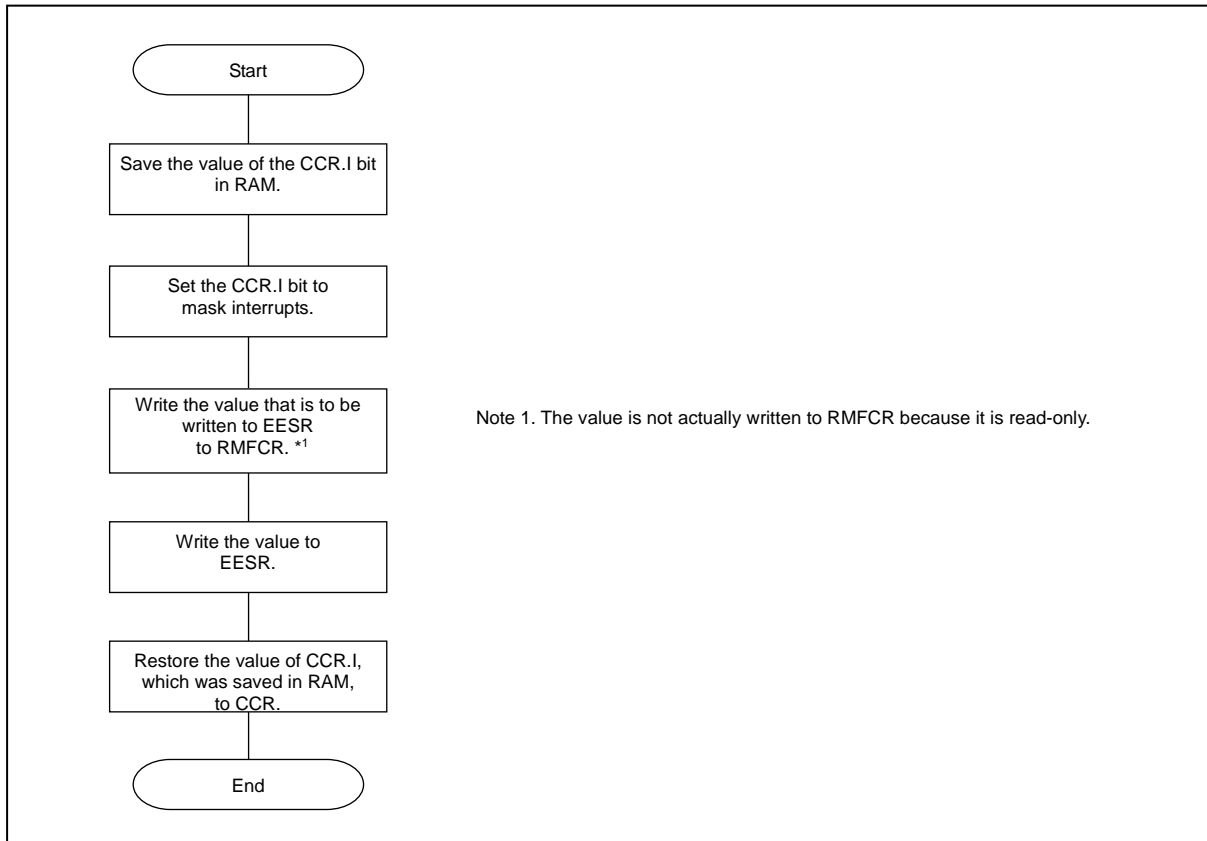 Start
Save the value of the CCR.I bit
in RAM.
Set the CCR.I bit to
mask interrupts.
Write the value that is to be
written to EESR
to RMFCR. *1
Note 1. The value is not actually written to RMFCR because it is read-only.
Write the value to
EESR.
Restore the value of CCR.I,
which was saved in RAM,
to CCR.
End